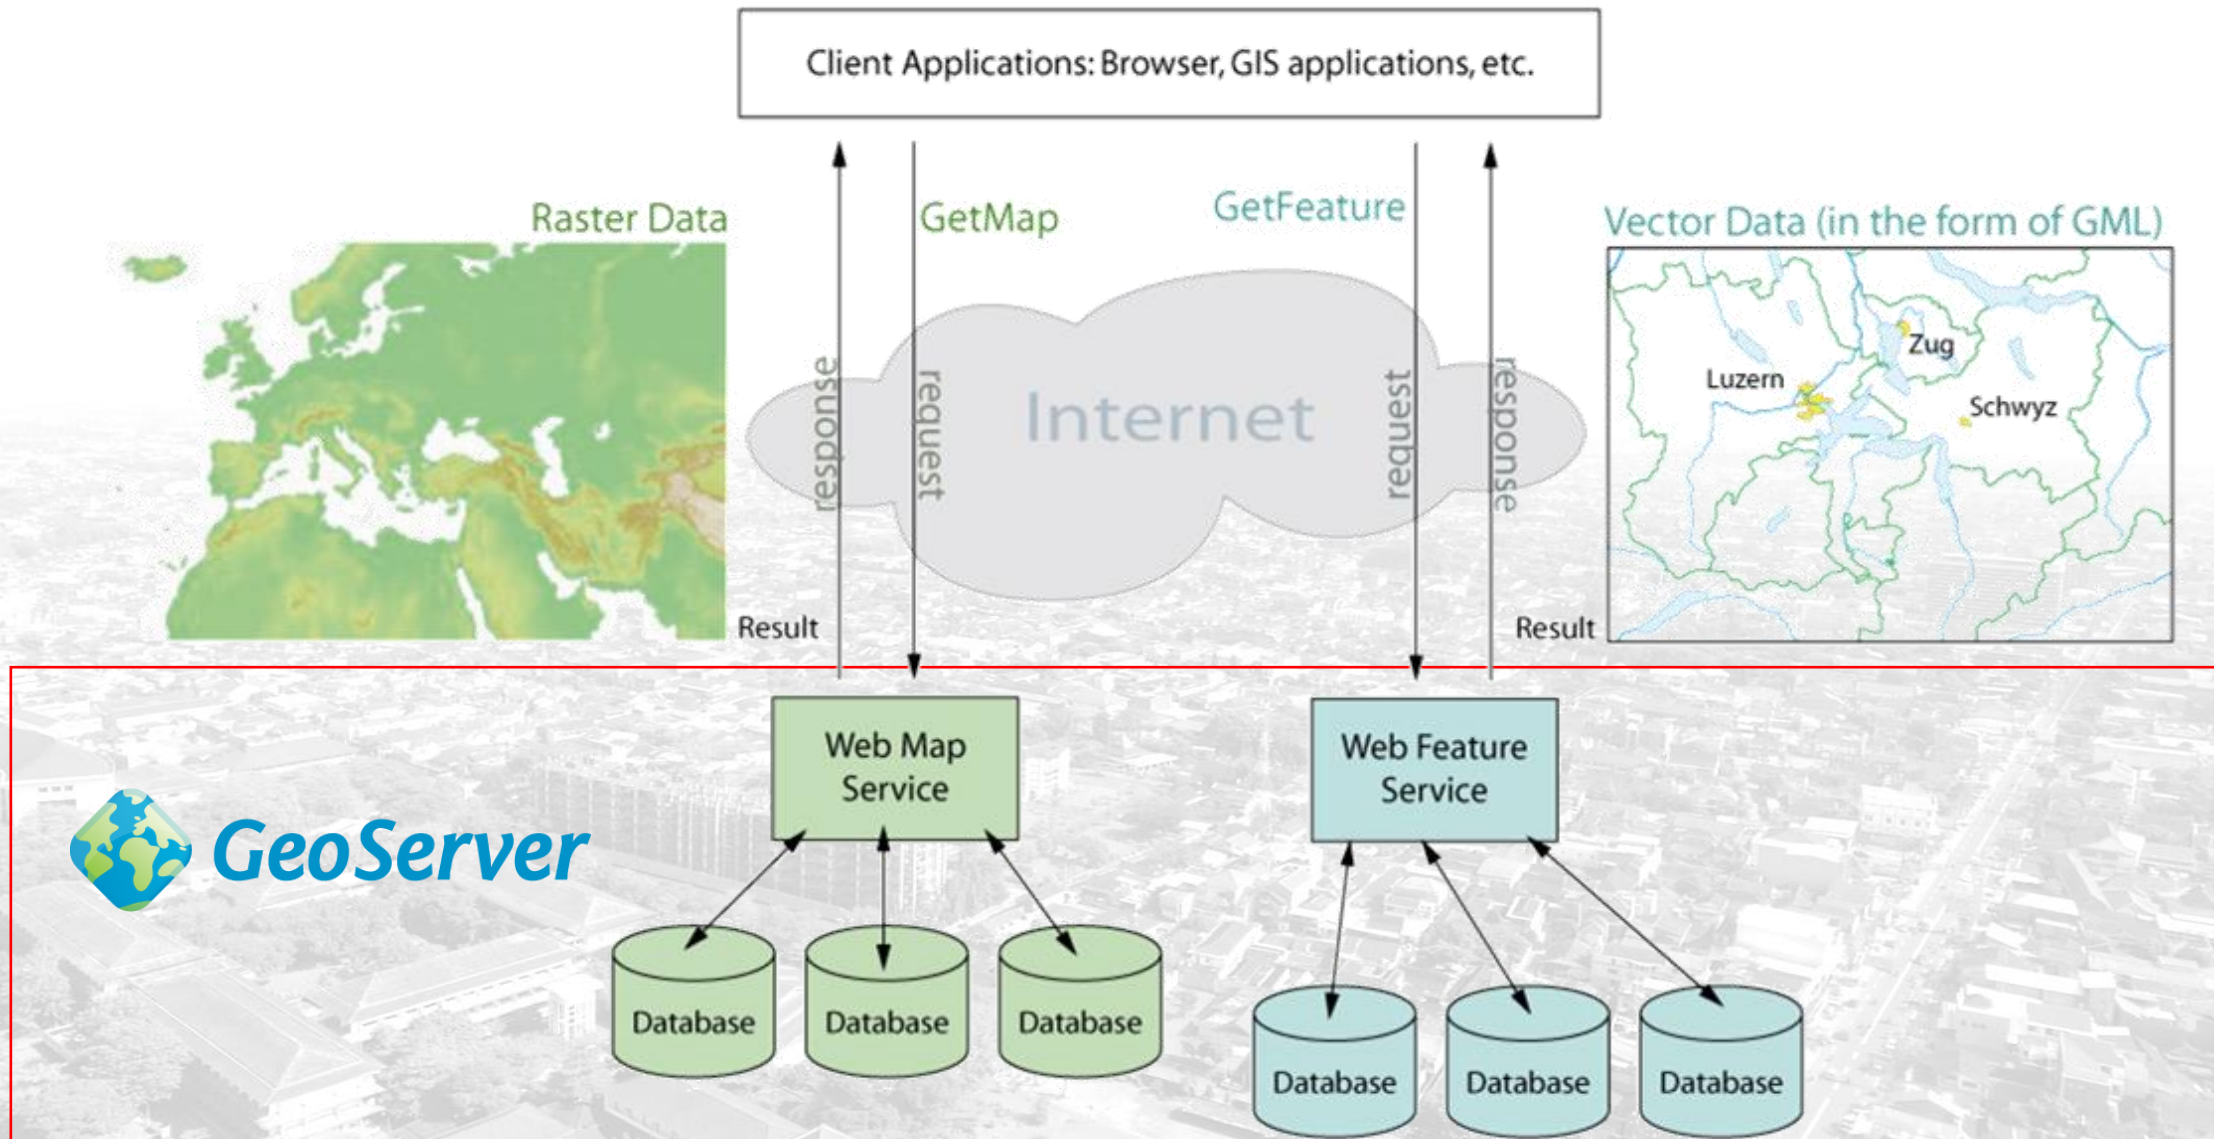 Client Applications: Browser, GIS applications, etc.
Raster Data
GetMap
GetFeature
Vector Data (in the form of GML)
response
request
Internet
request
response
Zug
Luzern
Schwyz
Result
Result
Web Map
Service
Web Feature
Service
GeoServer
Database
Database
Database
Database
Database
Database